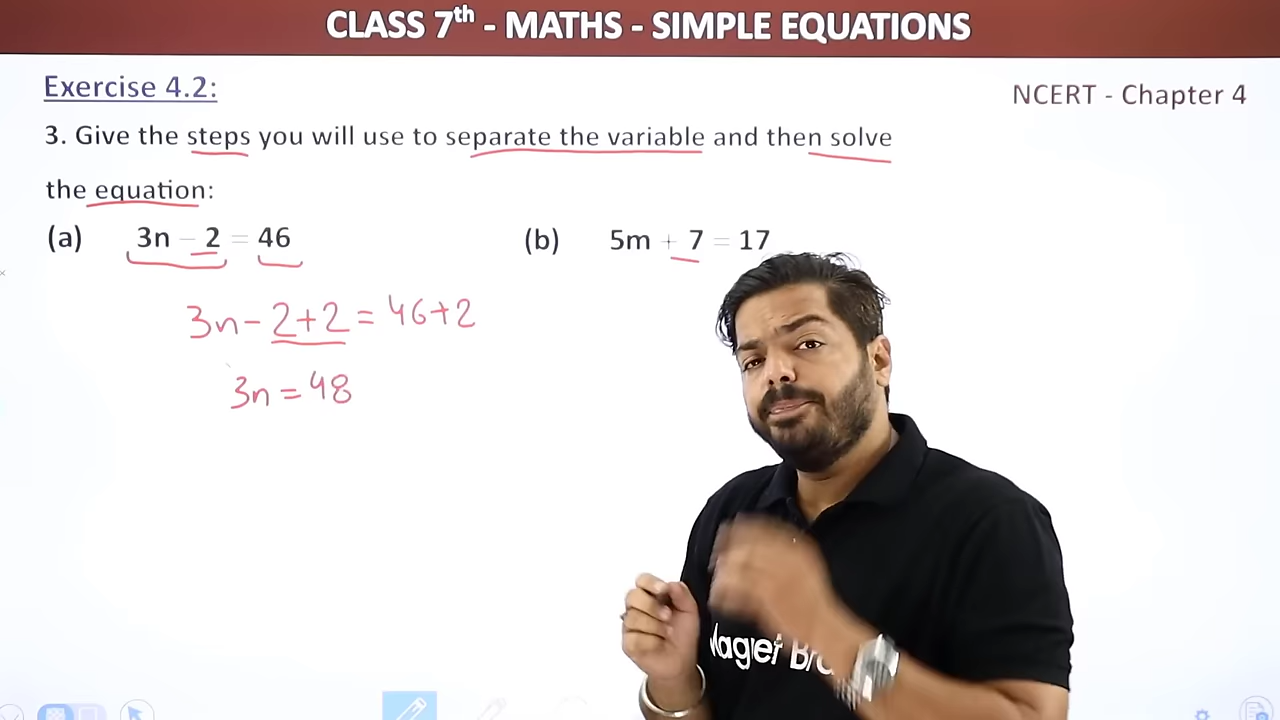 CLASS 7th - MATHS - SIMPLE EQUATIONS
Exercise 4.2:
NCERT - Chapter 4
3. Give the steps you will use to separate the variable and then solve
the equation:
(a) 3n – 2 = 46
(b) 5m + 7 = 17
3n - 2 + 2 = 46 + 2
3n = 48